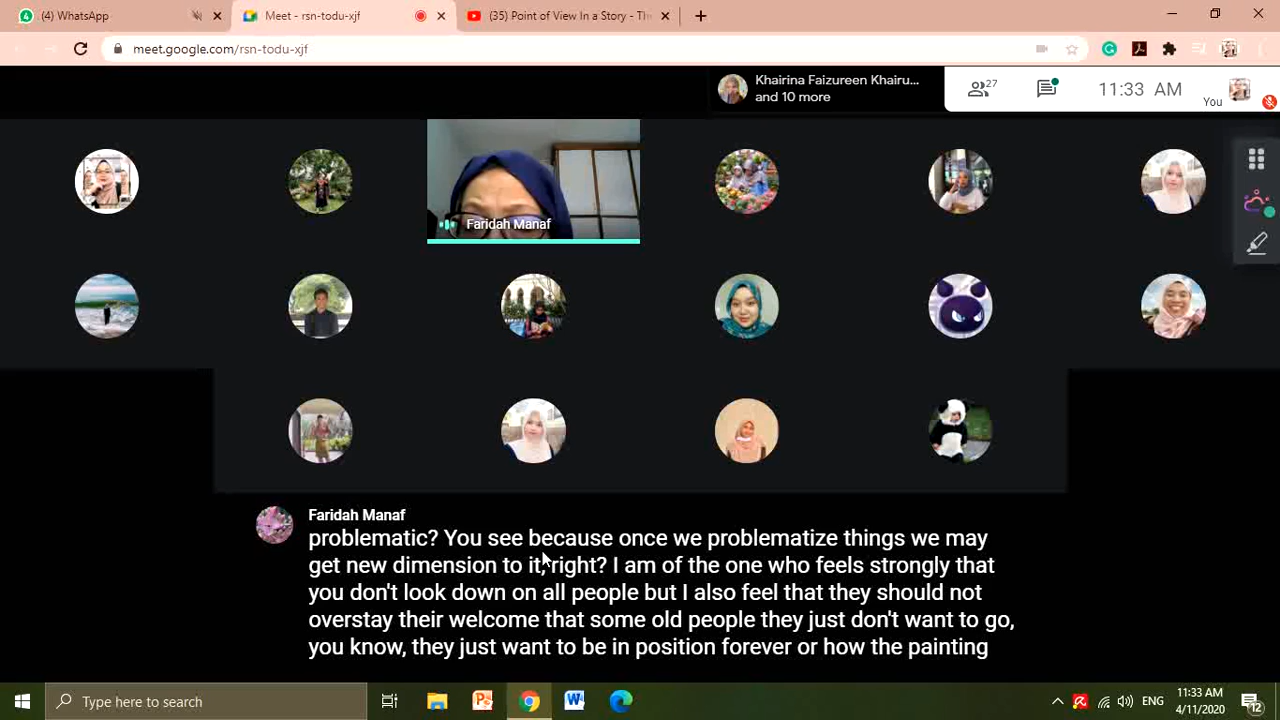 (4) WhatsApp
Meet - rsn-todu-xjf
(35) Point of View In a Story - Th
meet.google.com/rsn-todu-xjf
Khairina Faizureen Khairu...
and 10 more
27
11:33 AM
You
Faridah Manaf
Faridah Manaf
problematic? You see because once we problematize things we may
get new dimension to it, right? I am of the one who feels strongly that
you don't look down on all people but I also feel that they should not
overstay their welcome that some old people they just don't want to go,
you know, they just want to be in position forever or how the painting
Type here to search
ENG
11:33 AM
4/11/2020
12